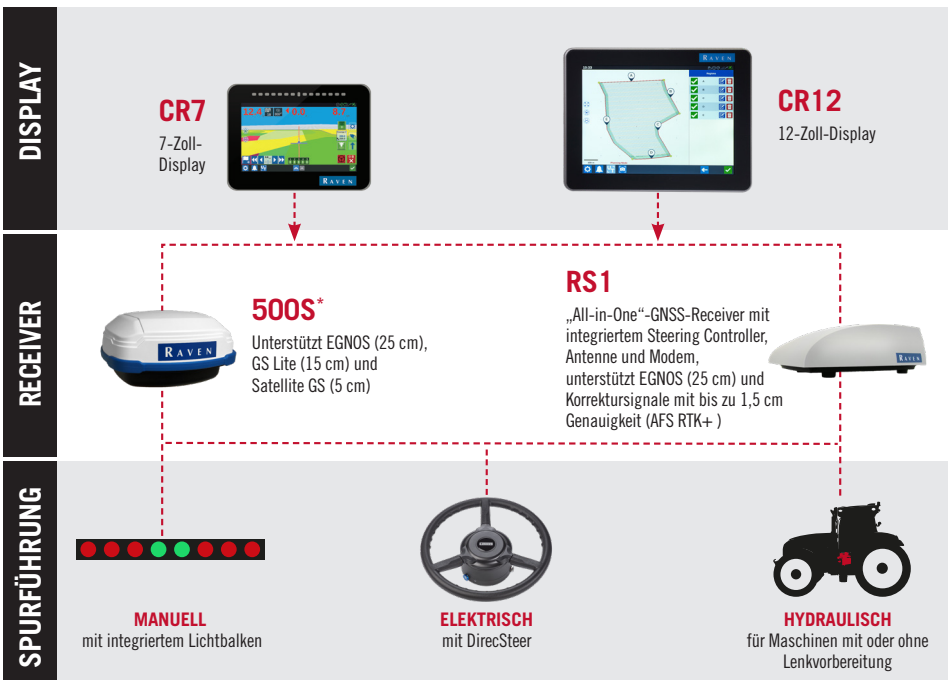 DISPLAY
CR7
7-Zoll-
Display
RAVEN
RAVEN
CR12
12-Zoll-Display
RECEIVER
RAVEN
500S*
Unterstützt EGNOS (25 cm),
GS Lite (15 cm) und
Satellite GS (5 cm)
RS1
„All-in-One“-GNSS-Receiver mit
integriertem Steering Controller,
Antenne und Modem,
unterstützt EGNOS (25 cm) und
Korrektursignale mit bis zu 1,5 cm
Genauigkeit (AFS RTK+ )
RAVEN
SPURFÜHRUNG
MANUELL
mit integriertem Lichtbalken
ELEKTRISCH
mit DirecSteer
HYDRAULISCH
für Maschinen mit oder ohne
Lenkvorbereitung